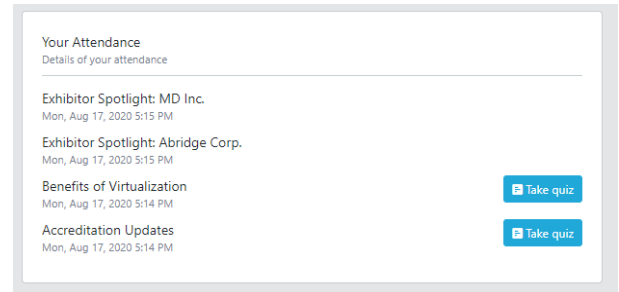 Your Attendance
Details of your attendance
Exhibitor Spotlight: MD Inc.
Mon, Aug 17, 2020 5:15 PM
Exhibitor Spotlight: Abridge Corp.
Mon, Aug 17, 2020 5:15 PM
Benefits of Virtualization
Mon, Aug 17, 2020 5:14 PM
Take quiz
Accreditation Updates
Mon, Aug 17, 2020 5:14 PM
Take quiz